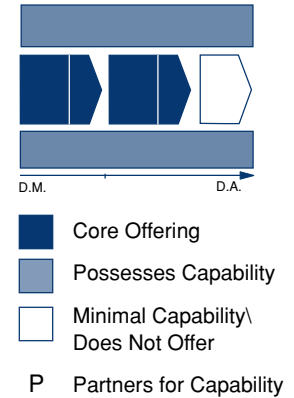 D.M. D.A.
Core Offering
Possesses Capability
Minimal Capability\
Does Not Offer
P Partners for Capability